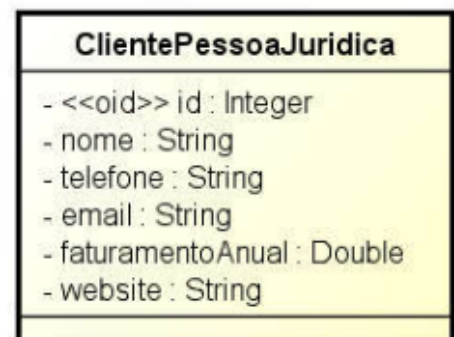 ClientePessoaJuridica
- <<oid>> id : Integer
- nome : String
- telefone : String
- email : String
- faturamentoAnual : Double
- website : String